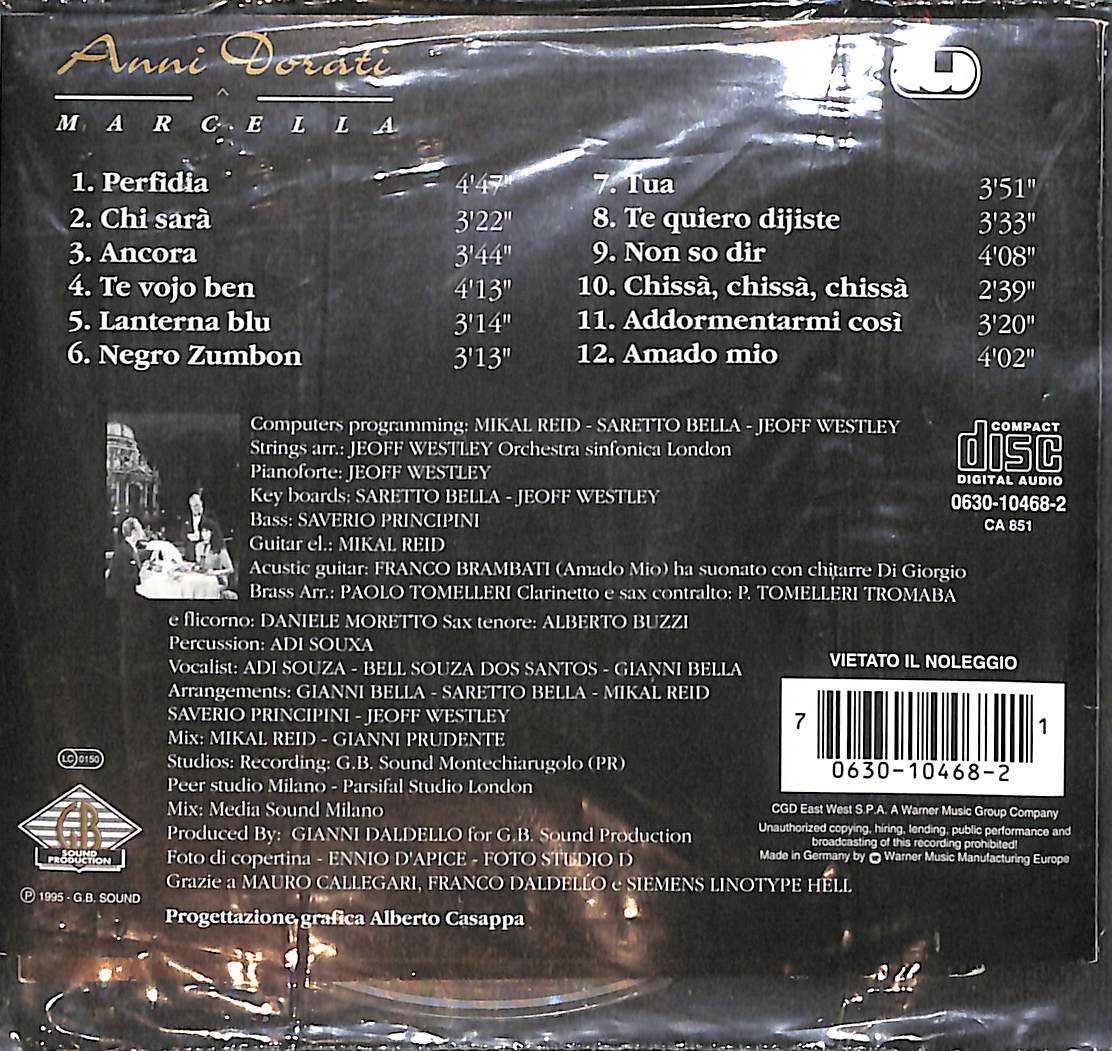 Anni Dorati
MARCELLA
1. Perfidia 4'47"
2. Chi sarà 3'22"
3. Ancora 3'44"
4. Te vojo ben 4'13"
5. Lanterna blu 3'14"
6. Negro Zumbon 3'13"
7. Tua 3'51"
8. Te quiero dijiste 3'33"
9. Non so dir 4'08"
10. Chissà, chissà, chissà 2'39"
11. Addormentarmi così 3'20"
12. Amado mio 4'02"
Computers programming: MIKAL REID - SARETTO BELLA - JEOFF WESTLEY
Strings arr.: JEOFF WESTLEY Orchestra sinfonica London
Pianoforte: JEOFF WESTLEY
Key boards: SARETTO BELLA - JEOFF WESTLEY
Bass: SAVERIO PRINCIPINI
Guitar el.: MIKAL REID
Acustic guitar: FRANCO BRAMBATI (Amado Mio) ha suonato con chitarre Di Giorgio
Brass Arr.: PAOLO TOMELLERI Clarinetto e sax contralto: P. TOMELLERI TROMABA
e flicorno: DANIELE MORETTO Sax tenore: ALBERTO BUZZI
Percussion: ADI SOUXA
Vocalist: ADI SOUZA - BELL SOUZA DOS SANTOS - GIANNI BELLA
Arrangements: GIANNI BELLA - SARETTO BELLA - MIKAL REID
SAVERIO PRINCIPINI - JEOFF WESTLEY
Mix: MIKAL REID - GIANNI PRUDENTE
Studios: Recording: G.B. Sound Montechiarugolo (PR)
Peer studio Milano - Parsifal Studio London
Mix: Media Sound Milano
Produced By: GIANNI DALDELLO for G.B. Sound Production
Foto di copertina - ENNIO D'APICE - FOTO STUDIO D
Grazie a MAURO CALLEGARI, FRANCO DALDELLO e SIEMENS LINOTYPE HELL
Progettazione grafica Alberto Casappa
LC 0150
GB
SOUND
PRODUCTION
℗ 1995 - G.B. SOUND
COMPACT
disc
DIGITAL AUDIO
0630-10468-2
CA 851
VIETATO IL NOLEGGIO
7 1
0630-10468-2
CGD East West S.P.A. A Warner Music Group Company
Unauthorized copying, hiring, lending, public performance and
broadcasting of this recording prohibited!
Made in Germany by Warner Music Manufacturing Europe